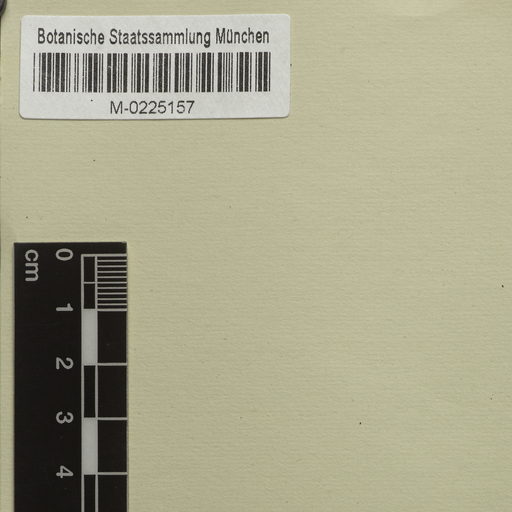 Botanische Staatssammlung München
M-0225157
cm
0
1
2
3
4